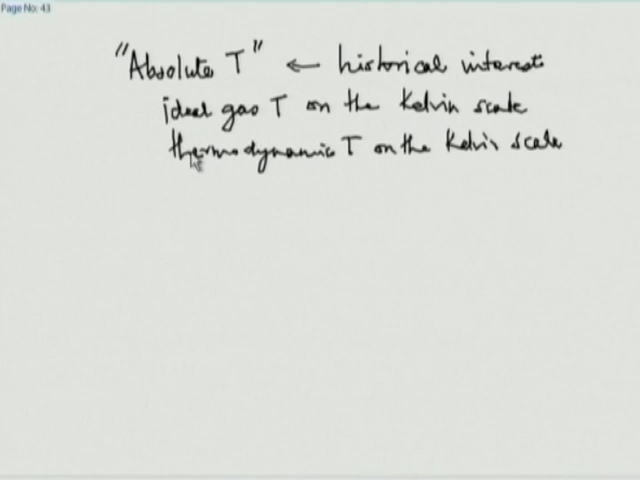 Page No: 43
"Absolute T" ← historical interest
ideal gas T on the Kelvin scale
thermodynamic T on the Kelvin scale